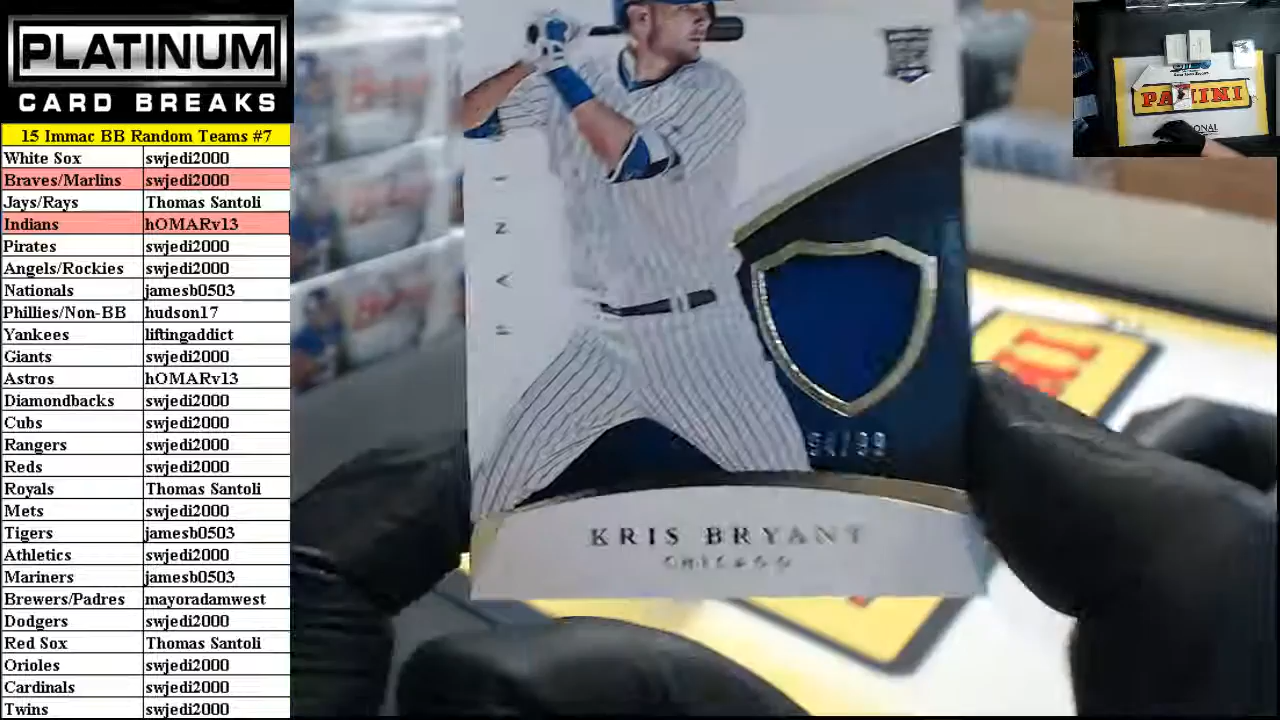 PLATINUM
CARD BREAKS
15 Immac BB Random Teams #7
White Sox swjedi2000
Braves/Marlins swjedi2000
Jays/Rays Thomas Santoli
Indians hOMARv13
Pirates swjedi2000
Angels/Rockies swjedi2000
Nationals jamesb0503
Phillies/Non-BB hudson17
Yankees liftingaddict
Giants swjedi2000
Astros hOMARv13
Diamondbacks swjedi2000
Cubs swjedi2000
Rangers swjedi2000
Reds swjedi2000
Royals Thomas Santoli
Mets swjedi2000
Tigers jamesb0503
Athletics swjedi2000
Mariners jamesb0503
Brewers/Padres mayoradamwest
Dodgers swjedi2000
Red Sox Thomas Santoli
Orioles swjedi2000
Cardinals swjedi2000
Twins swjedi2000
KRIS BRYANT
CHICAGO
PANINI